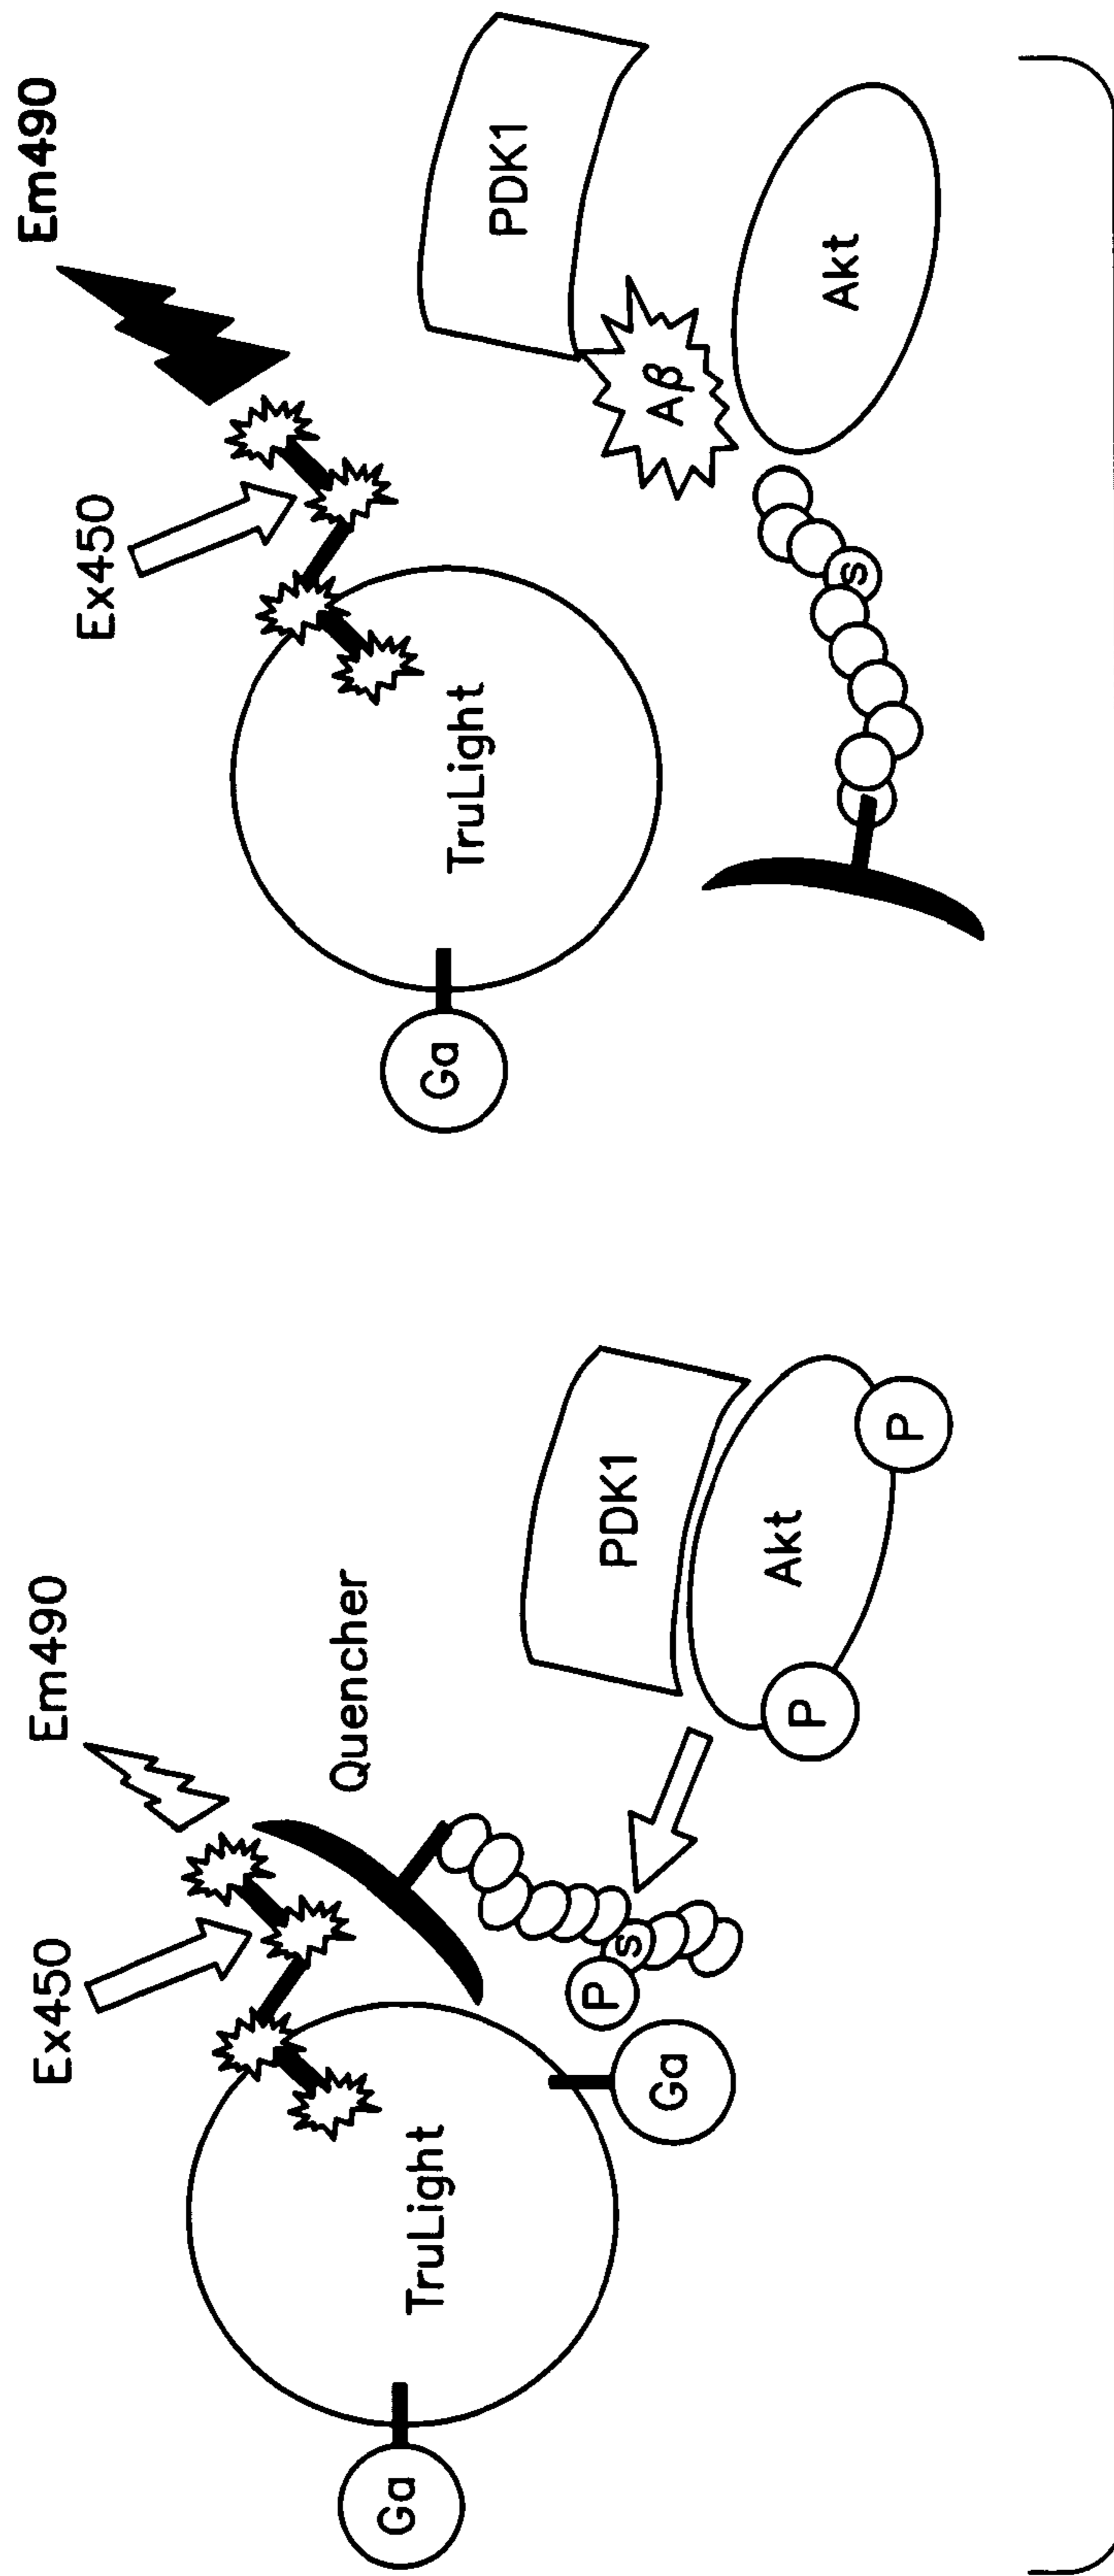 Ex450
Em490
Quencher
TruLight
Ga
Ga
P
s
PDK1
Akt
P
P
Ex450
Em490
TruLight
Ga
PDK1
Aβ
Akt
s